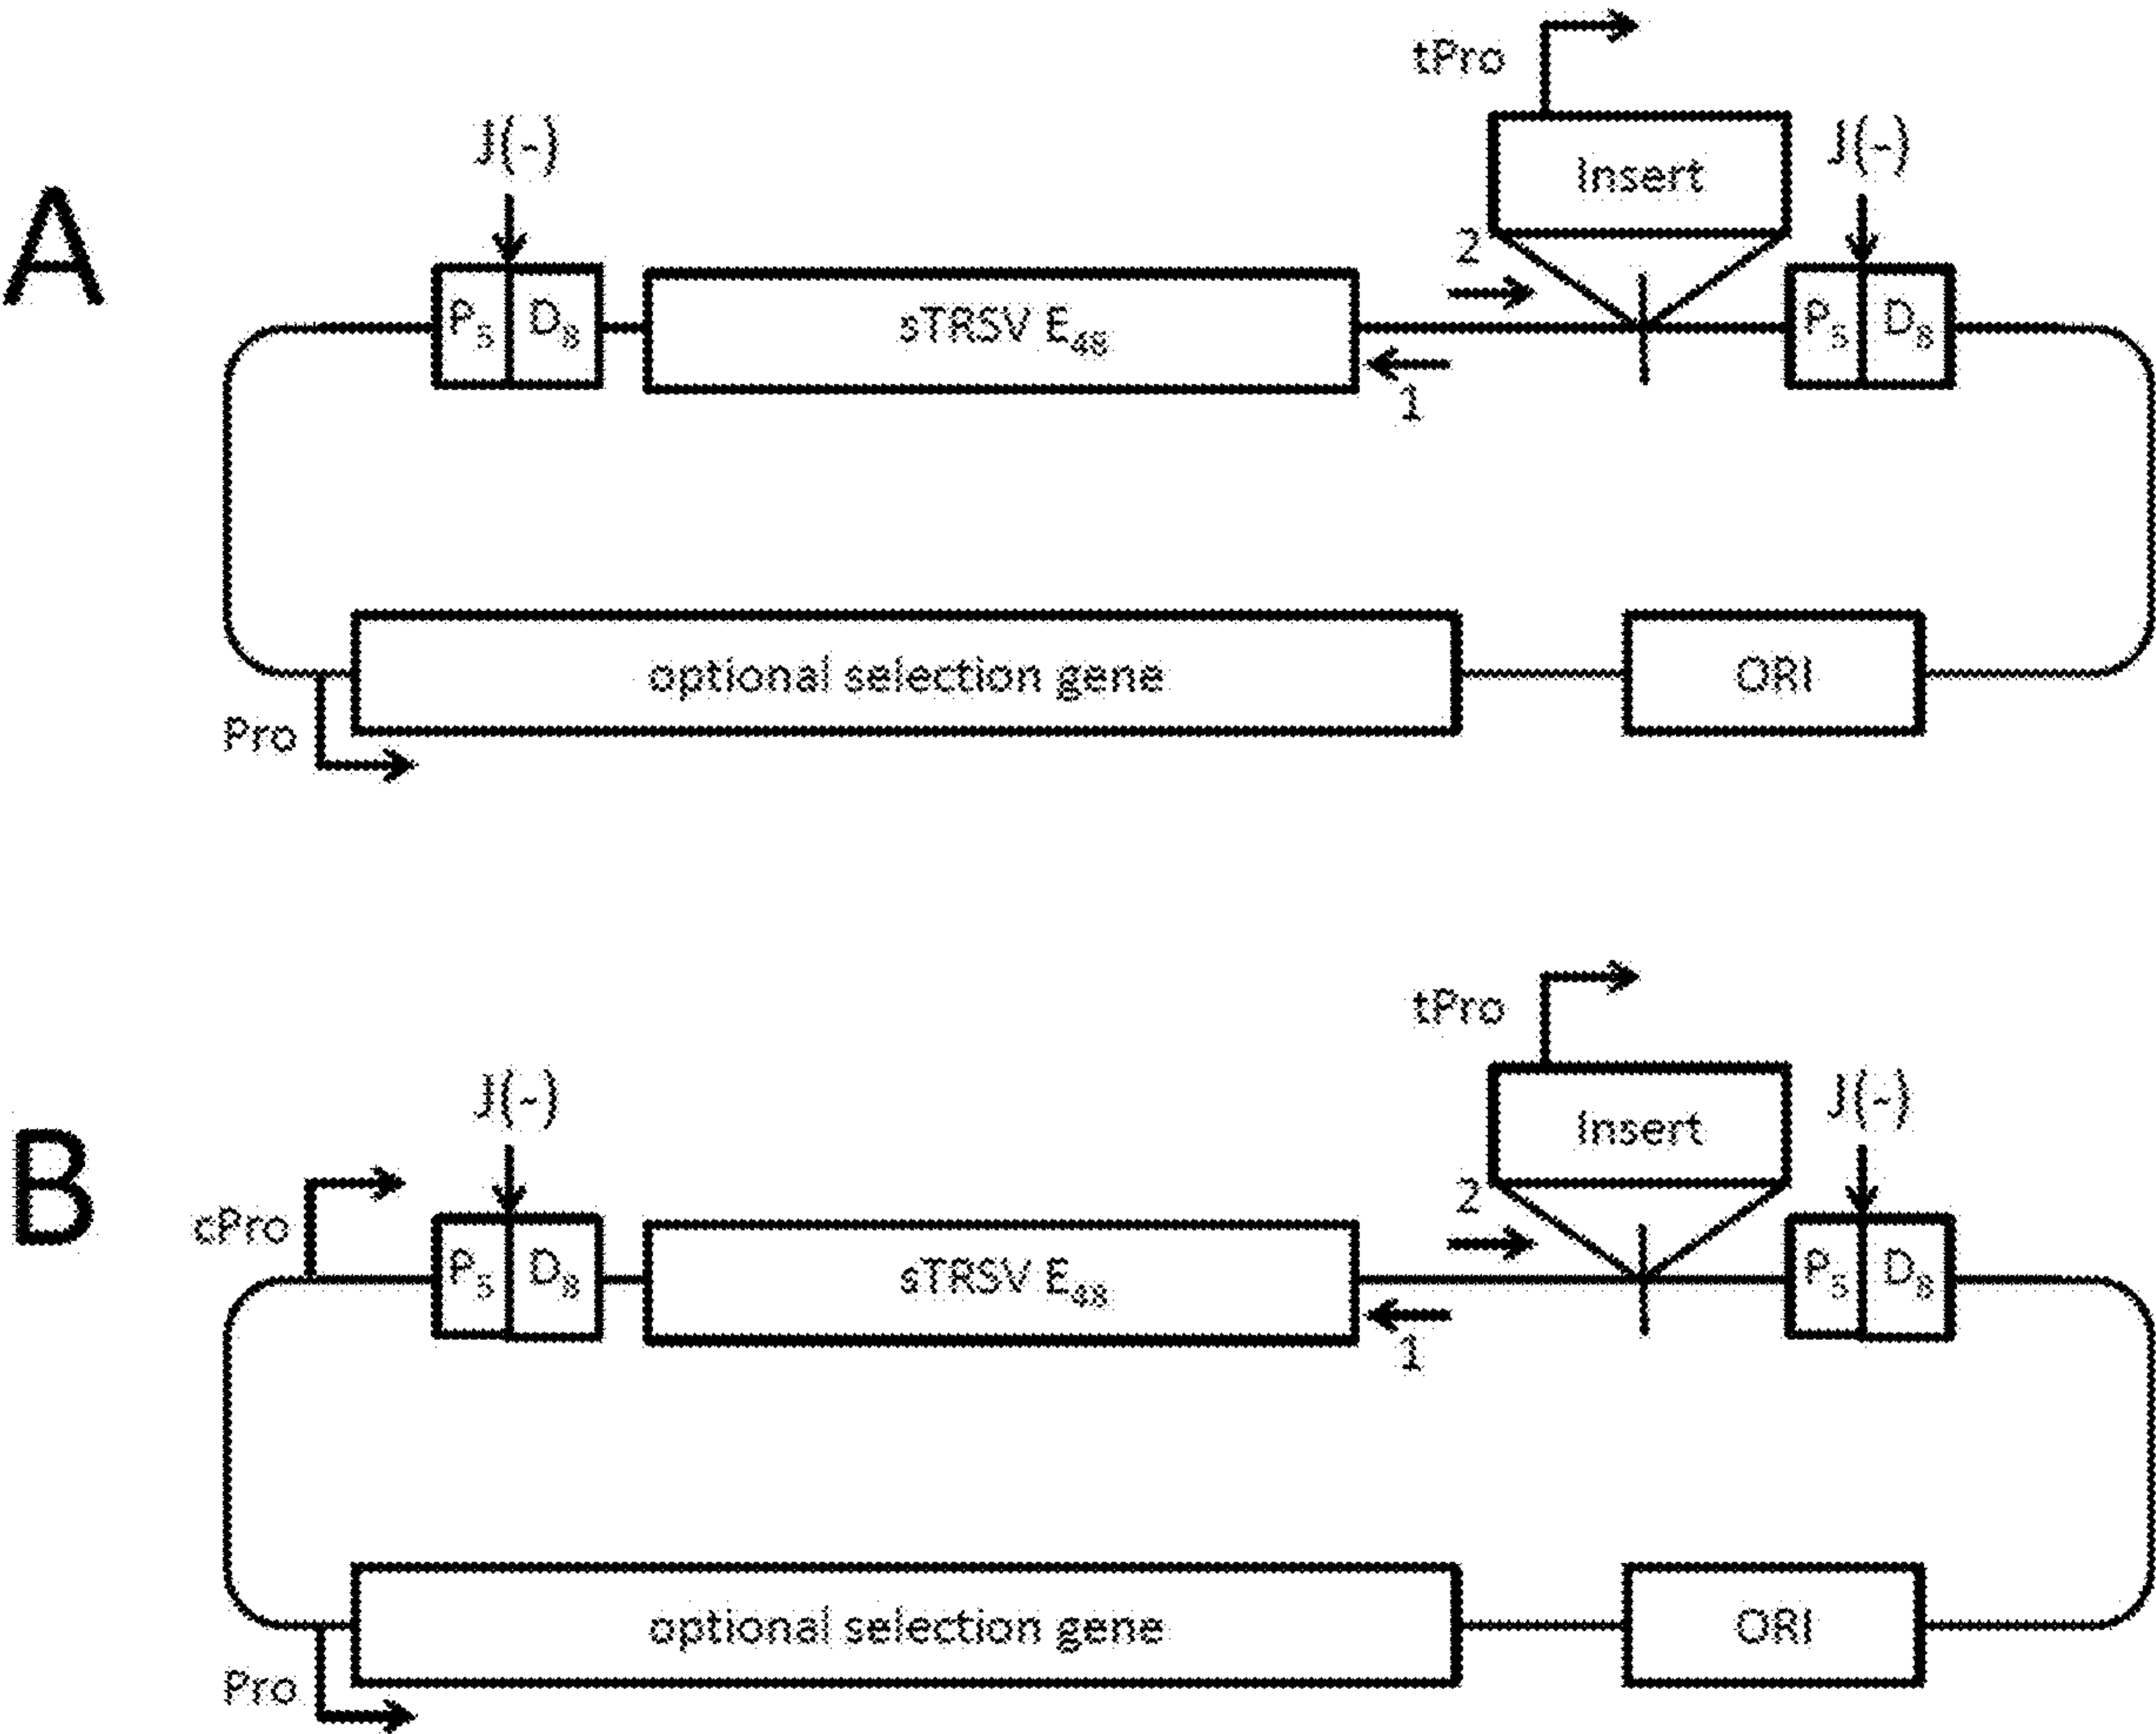 A
tPro
J(-)
Insert
J(-)
2
P5
D8
sTRSV E48
P5
D8
1
optional selection gene
ORI
Pro
B
tPro
J(-)
Insert
J(-)
cPro
2
P5
D8
sTRSV E48
P5
D8
1
optional selection gene
ORI
Pro